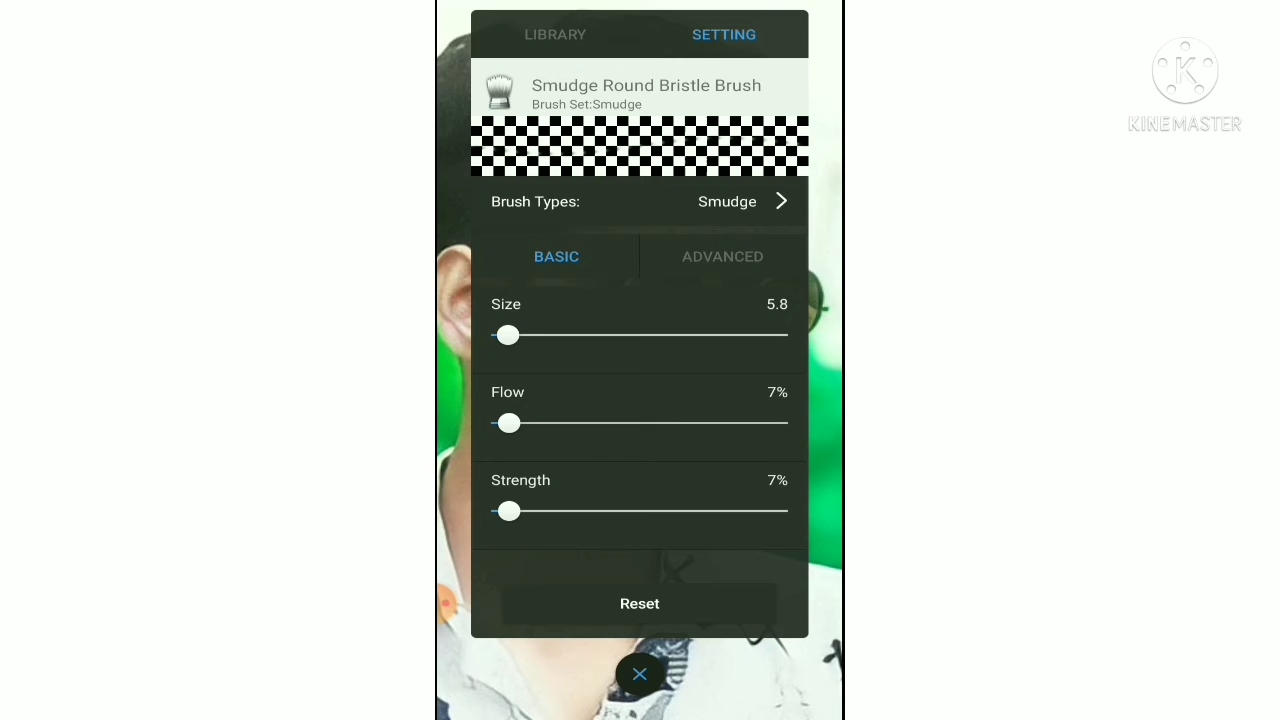 LIBRARY SETTING
Smudge Round Bristle Brush
Brush Set:Smudge
Brush Types: Smudge
BASIC ADVANCED
Size 5.8
Flow 7%
Strength 7%
Reset
K
KINEMASTER